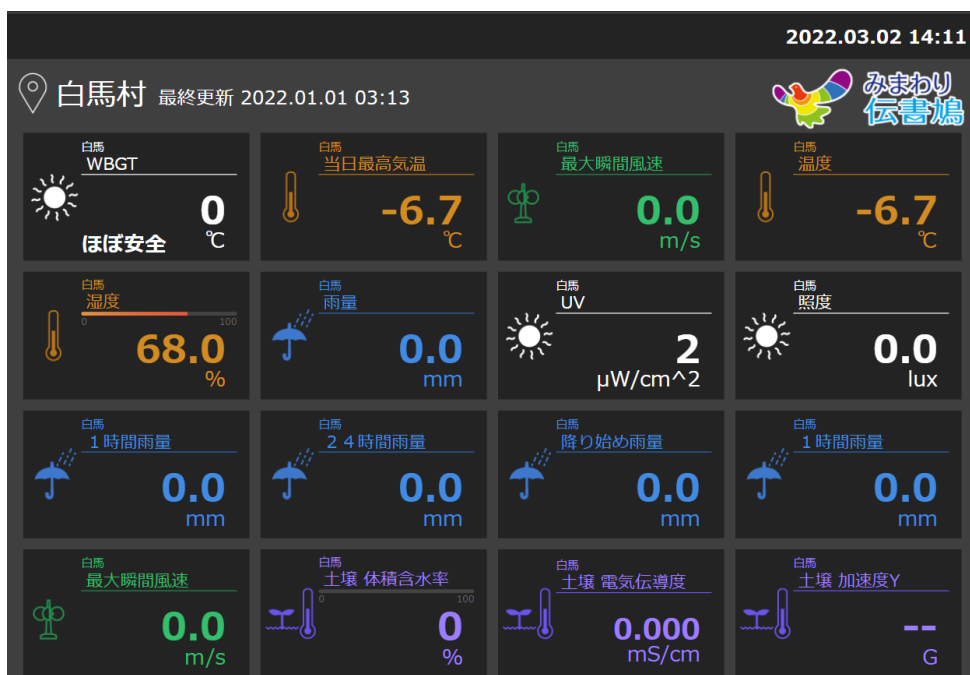 2022.03.02 14:11
白馬村 最終更新 2022.01.01 03:13
みまわり
伝書鳩
白馬
WBGT
0
ほぼ安全
℃
白馬
当日最高気温
-6.7
℃
白馬
最大瞬間風速
0.0
m/s
白馬
温度
-6.7
℃
白馬
湿度
0 100
68.0
%
白馬
雨量
0.0
mm
白馬
UV
2
μW/cm^2
白馬
照度
0.0
lux
白馬
１時間雨量
0.0
mm
白馬
２４時間雨量
0.0
mm
白馬
降り始め雨量
0.0
mm
白馬
１時間雨量
0.0
mm
白馬
最大瞬間風速
0.0
m/s
白馬
土壌 体積含水率
0 100
0
%
白馬
土壌 電気伝導度
0.000
mS/cm
白馬
土壌 加速度Y
--
G